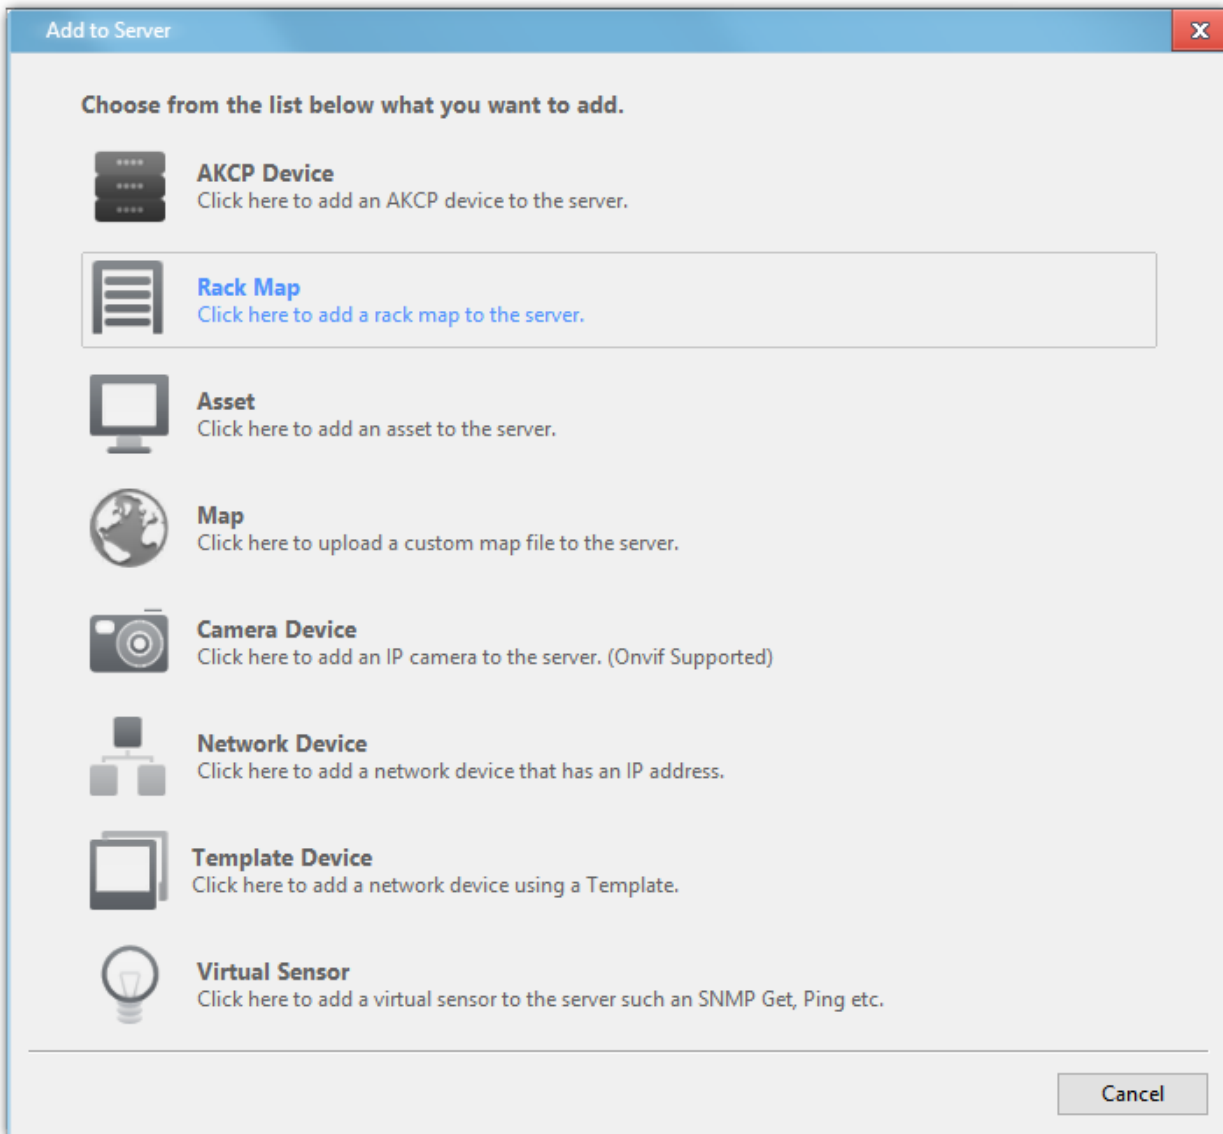 Add to Server
x
Choose from the list below what you want to add.
AKCP Device
Click here to add an AKCP device to the server.
Rack Map
Click here to add a rack map to the server.
Asset
Click here to add an asset to the server.
Map
Click here to upload a custom map file to the server.
Camera Device
Click here to add an IP camera to the server. (Onvif Supported)
Network Device
Click here to add a network device that has an IP address.
Template Device
Click here to add a network device using a Template.
Virtual Sensor
Click here to add a virtual sensor to the server such an SNMP Get, Ping etc.
Cancel